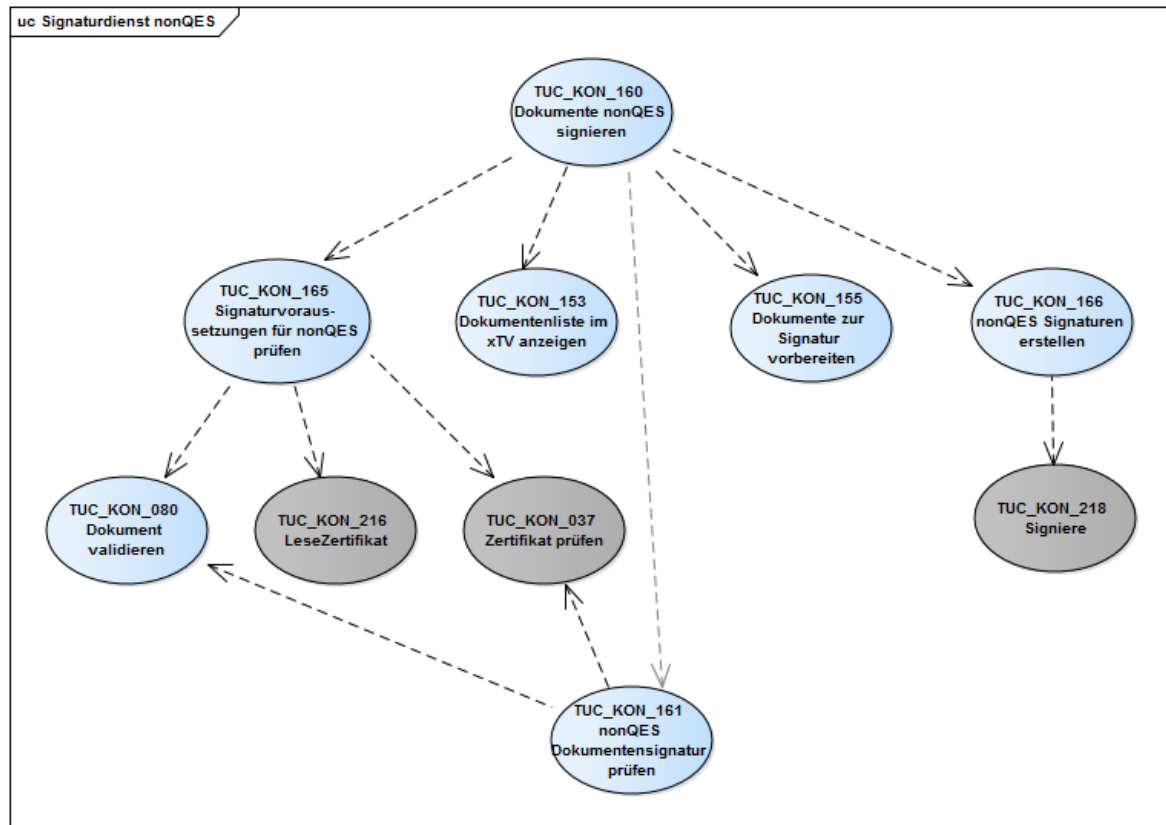 uc Signaturdienst nonQES
TUC_KON_160
Dokumente nonQES
signieren
TUC_KON_165
Signaturvoraus-
setzungen für nonQES
prüfen
TUC_KON_153
Dokumentenliste im
xTV anzeigen
TUC_KON_155
Dokumente zur
Signatur
vorbereiten
TUC_KON_166
nonQES Signaturen
erstellen
TUC_KON_080
Dokument
validieren
TUC_KON_216
LeseZertifikat
TUC_KON_037
Zertifikat prüfen
TUC_KON_218
Signiere
TUC_KON_161
nonQES
Dokumentensignatur
prüfen